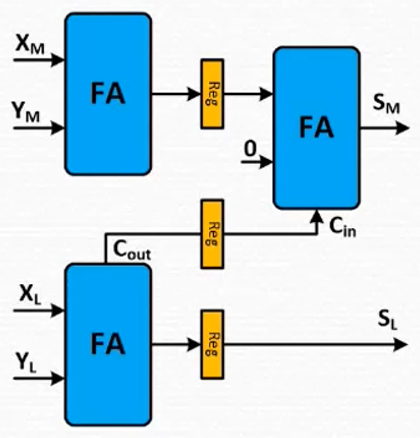 X_M
Y_M
FA
Reg
0
FA
S_M
C_in
C_out
Reg
X_L
Y_L
FA
Reg
S_L